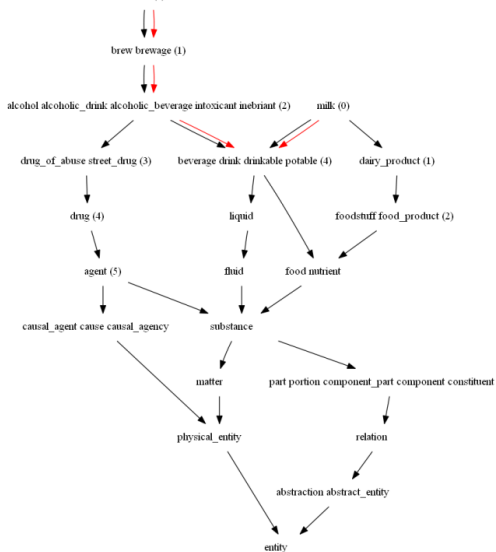 brew brewage (1)
alcohol alcoholic_drink alcoholic_beverage intoxicant inebriant (2)
milk (0)
drug_of_abuse street_drug (3)
beverage drink drinkable potable (4)
dairy_product (1)
drug (4)
liquid
foodstuff food_product (2)
agent (5)
fluid
food nutrient
causal_agent cause causal_agency
substance
matter
part portion component_part component constituent
physical_entity
relation
abstraction abstract_entity
entity